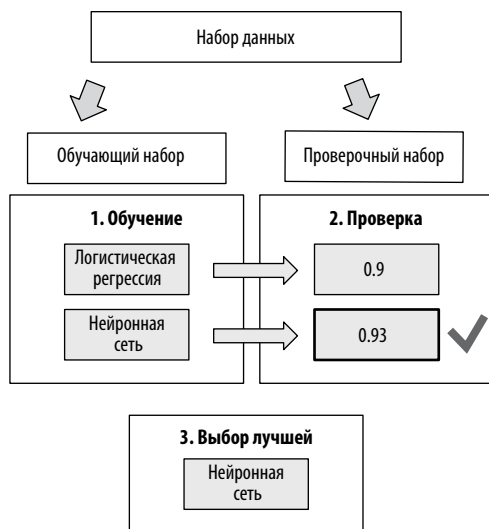 Набор данных
Обучающий набор
Проверочный набор
1. Обучение
2. Проверка
Логистическая
регрессия
0.9
Нейронная
сеть
0.93
3. Выбор лучшей
Нейронная
сеть